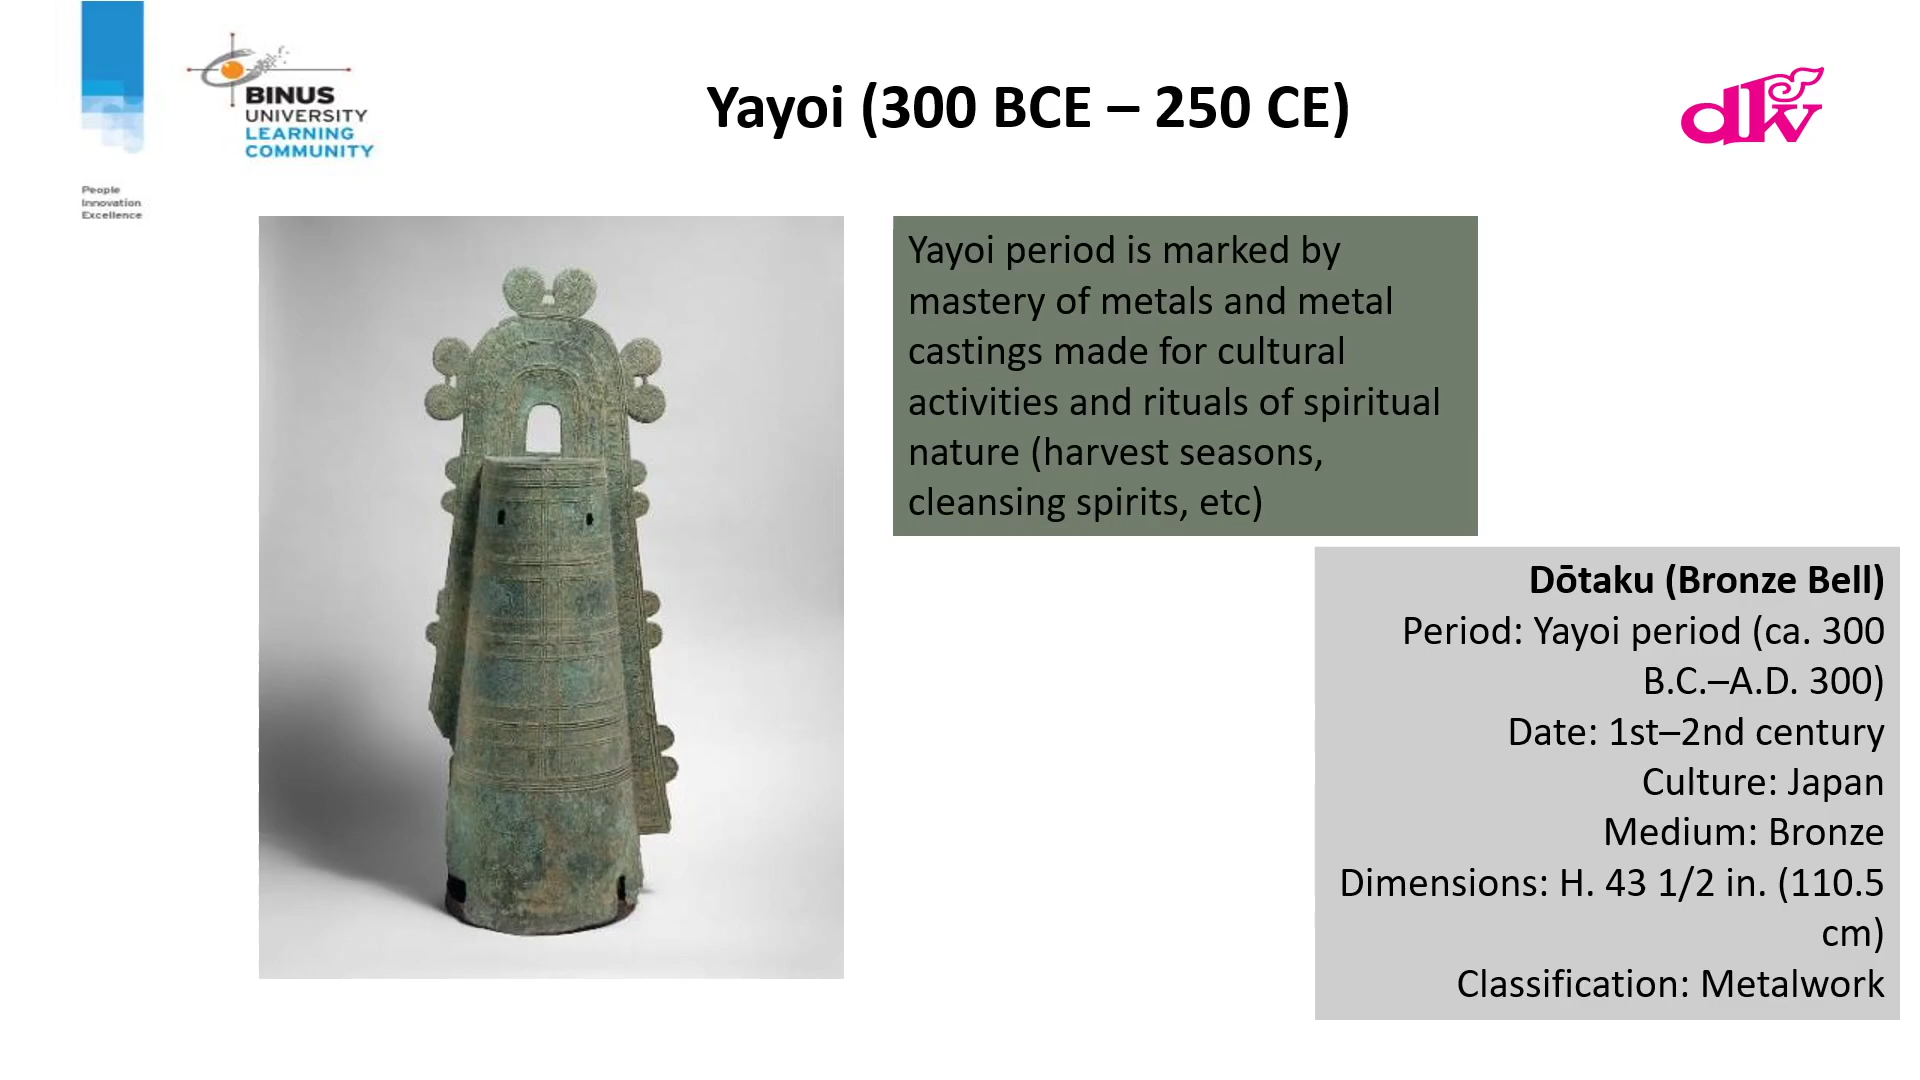 BINUS
UNIVERSITY
LEARNING
COMMUNITY
People
Innovation
Excellence
Yayoi (300 BCE – 250 CE)
dkv
Yayoi period is marked by
mastery of metals and metal
castings made for cultural
activities and rituals of spiritual
nature (harvest seasons,
cleansing spirits, etc)
Dōtaku (Bronze Bell)
Period: Yayoi period (ca. 300
B.C.–A.D. 300)
Date: 1st–2nd century
Culture: Japan
Medium: Bronze
Dimensions: H. 43 1/2 in. (110.5
cm)
Classification: Metalwork